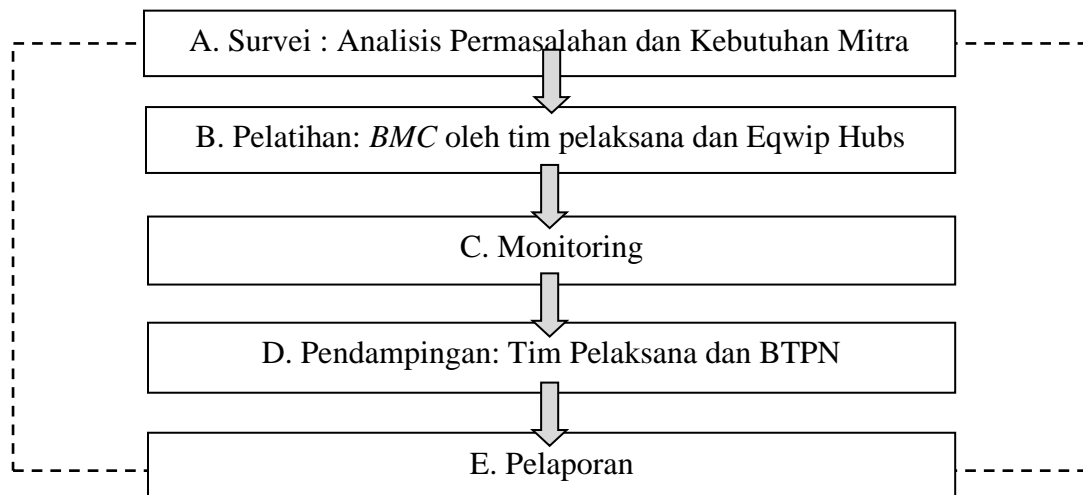 A. Survei : Analisis Permasalahan dan Kebutuhan Mitra
B. Pelatihan: BMC oleh tim pelaksana dan Eqwip Hubs
C. Monitoring
D. Pendampingan: Tim Pelaksana dan BTPN
E. Pelaporan